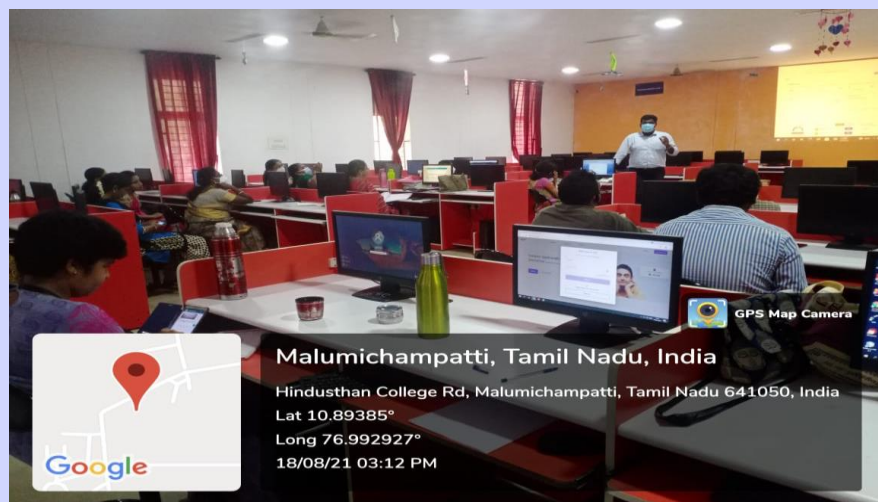 GPS Map Camera
Malumichampatti, Tamil Nadu, India
Hindusthan College Rd, Malumichampatti, Tamil Nadu 641050, India
Lat 10.89385°
Long 76.992927°
18/08/21 03:12 PM
Google